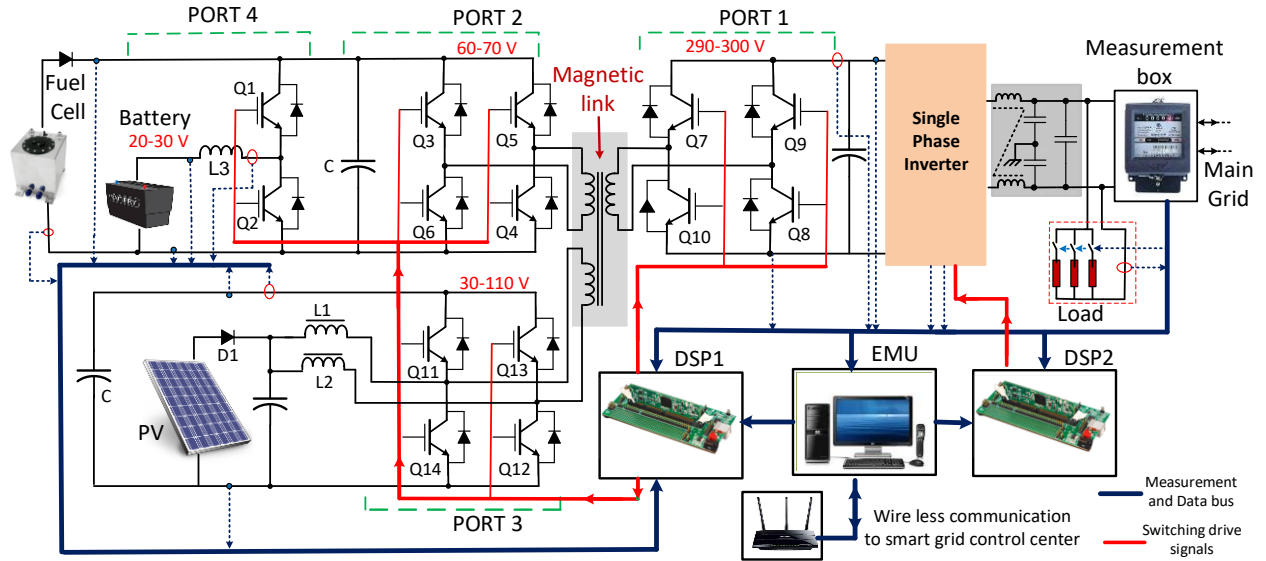 PORT 4
PORT 2
PORT 1
60-70 V
290-300 V
Measurement
box
Fuel
Cell
Q1
Battery
20-30 V
L3
Q2
C
Q3
Q5
Q6
Q4
Magnetic
link
Q7
Q9
Q10
Q8
Single
Phase
Inverter
Main
Grid
Load
30-110 V
L1
D1
L2
C
PV
Q11
Q13
Q14
Q12
PORT 3
DSP1
EMU
DSP2
Wire less communication
to smart grid control center
Measurement
and Data bus
Switching drive
signals